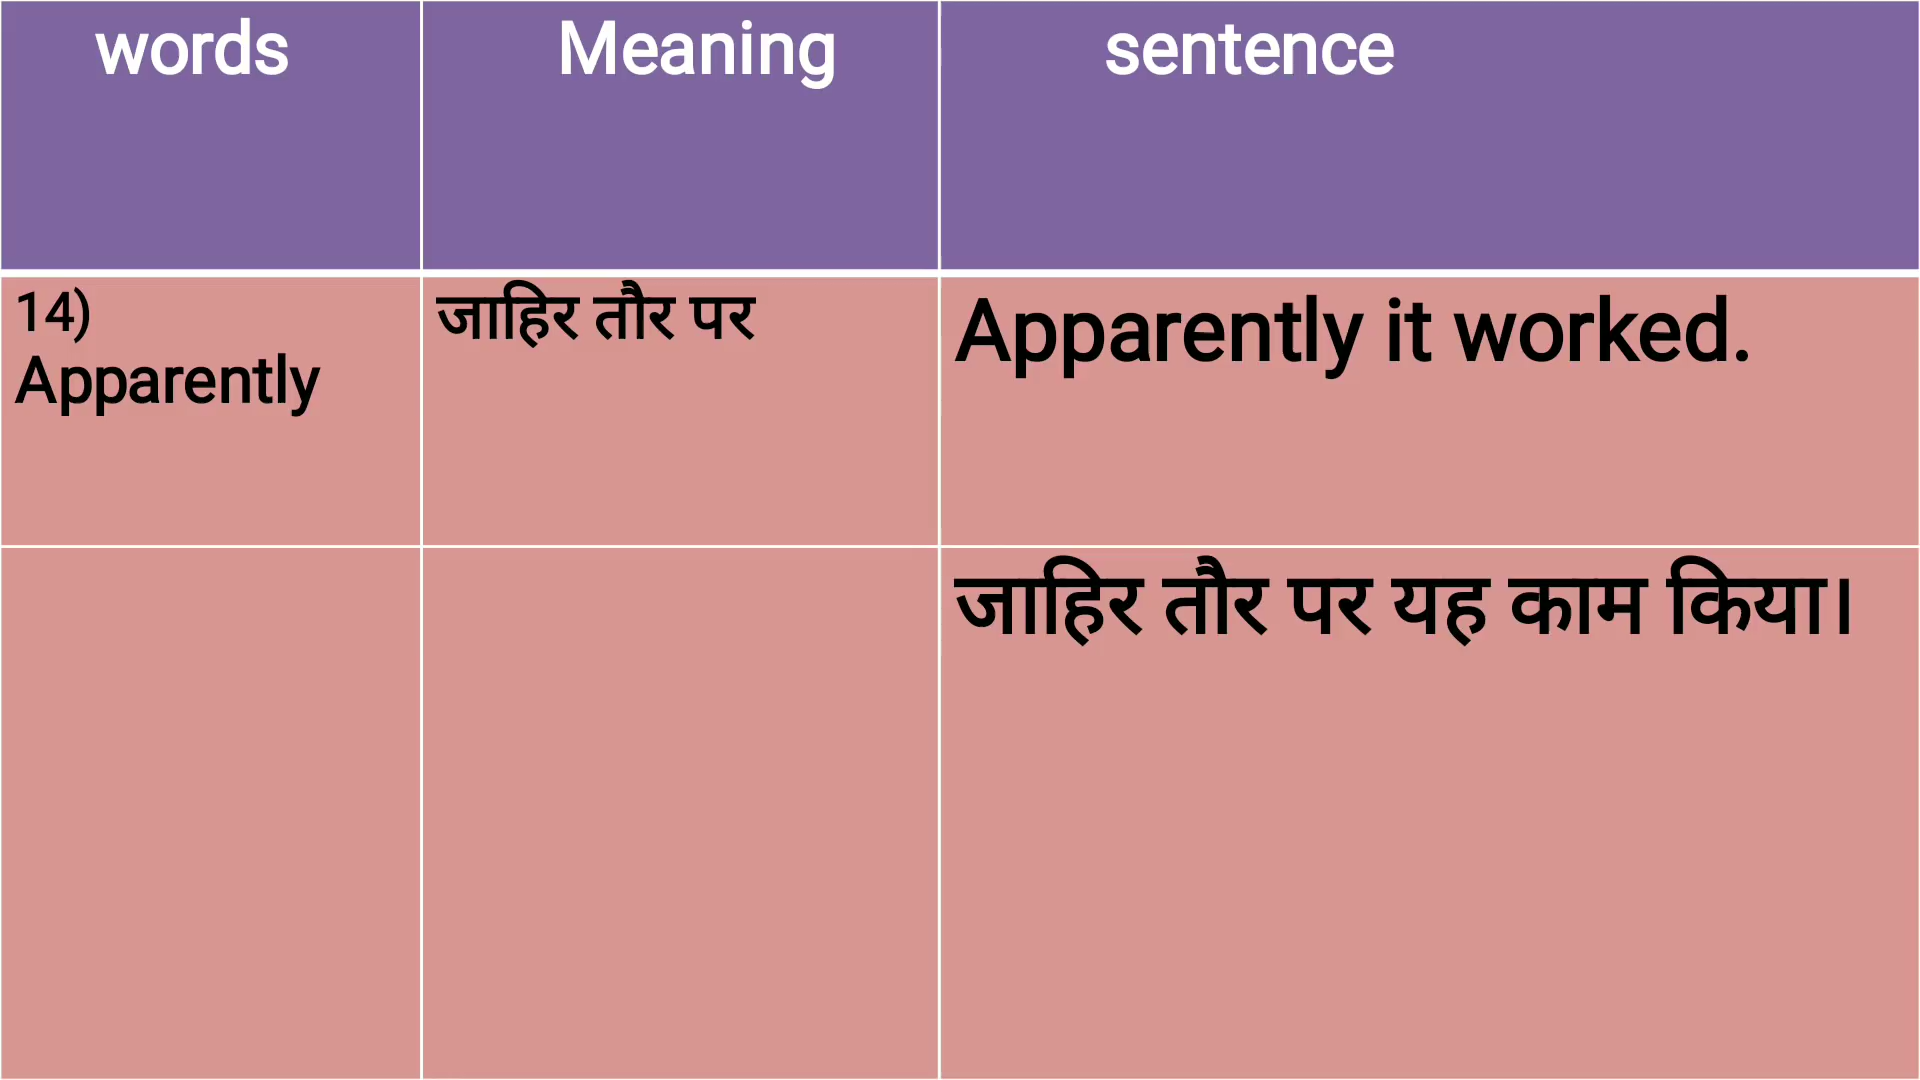 words
Meaning
sentence
14)
Apparently
जाहिर तौर पर
Apparently it worked.
जाहिर तौर पर यह काम किया।